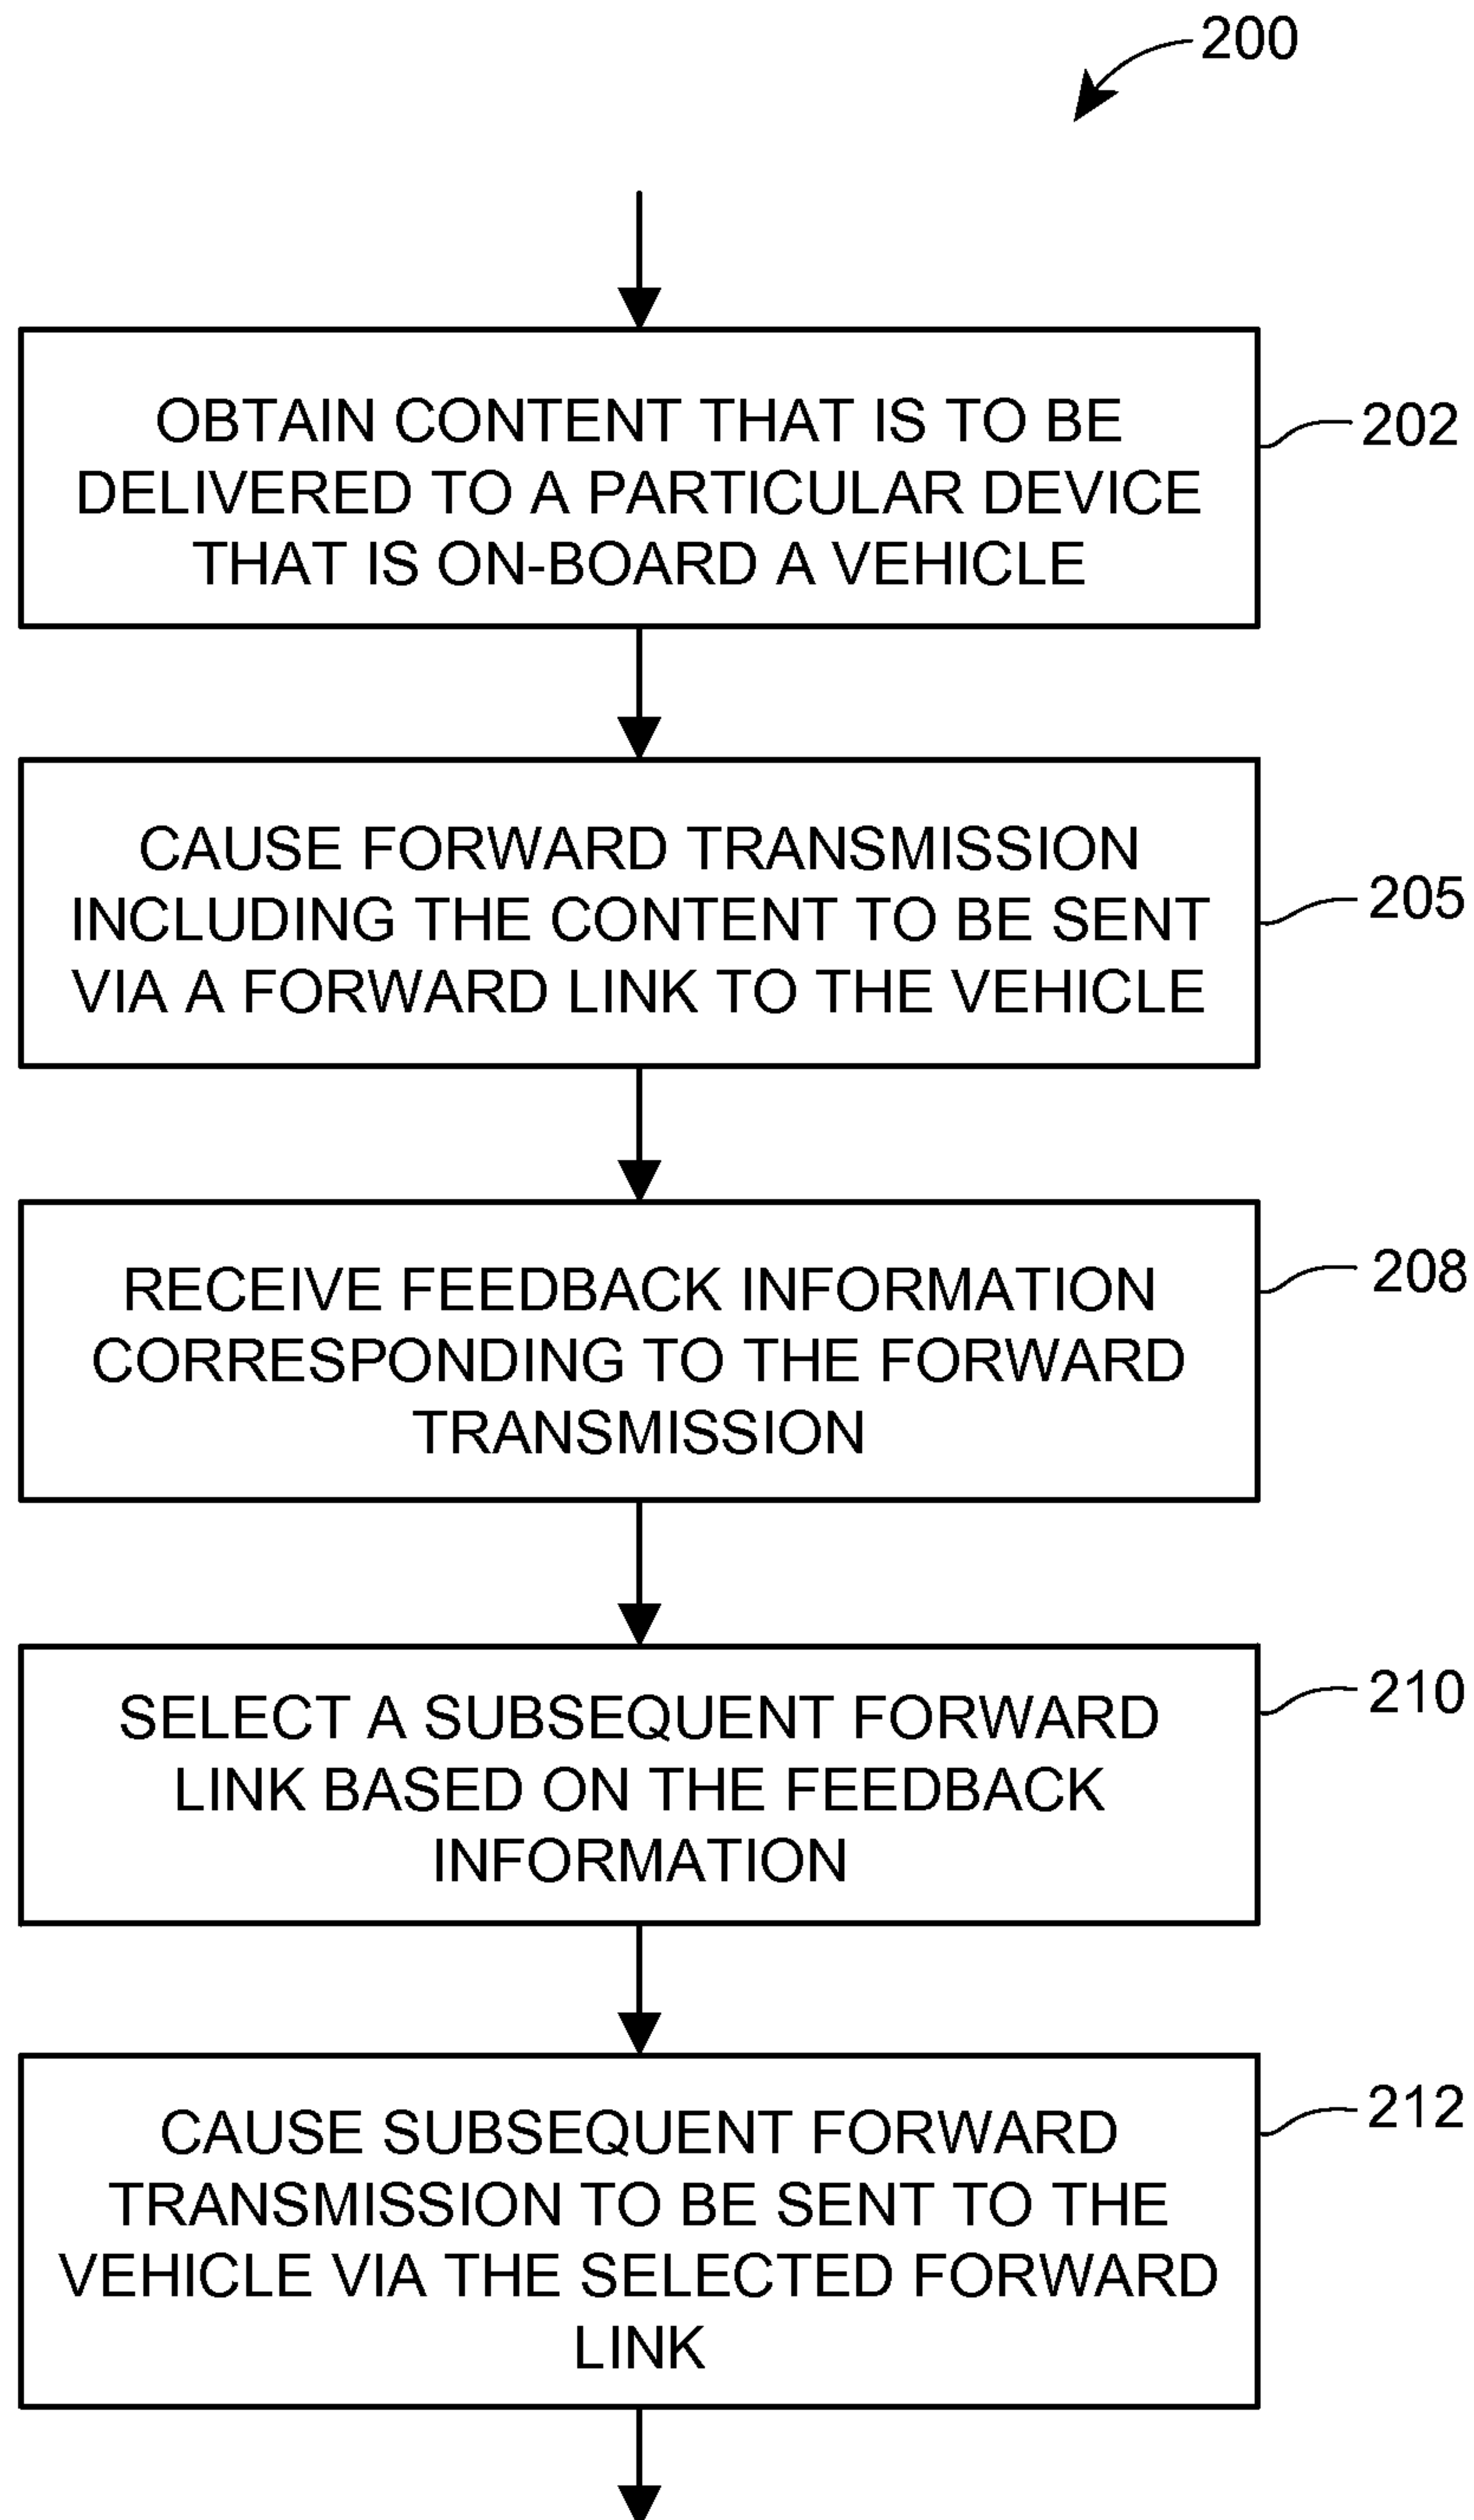 200
OBTAIN CONTENT THAT IS TO BE
DELIVERED TO A PARTICULAR DEVICE
THAT IS ON-BOARD A VEHICLE
202
CAUSE FORWARD TRANSMISSION
INCLUDING THE CONTENT TO BE SENT
VIA A FORWARD LINK TO THE VEHICLE
205
RECEIVE FEEDBACK INFORMATION
CORRESPONDING TO THE FORWARD
TRANSMISSION
208
SELECT A SUBSEQUENT FORWARD
LINK BASED ON THE FEEDBACK
INFORMATION
210
CAUSE SUBSEQUENT FORWARD
TRANSMISSION TO BE SENT TO THE
VEHICLE VIA THE SELECTED FORWARD
LINK
212